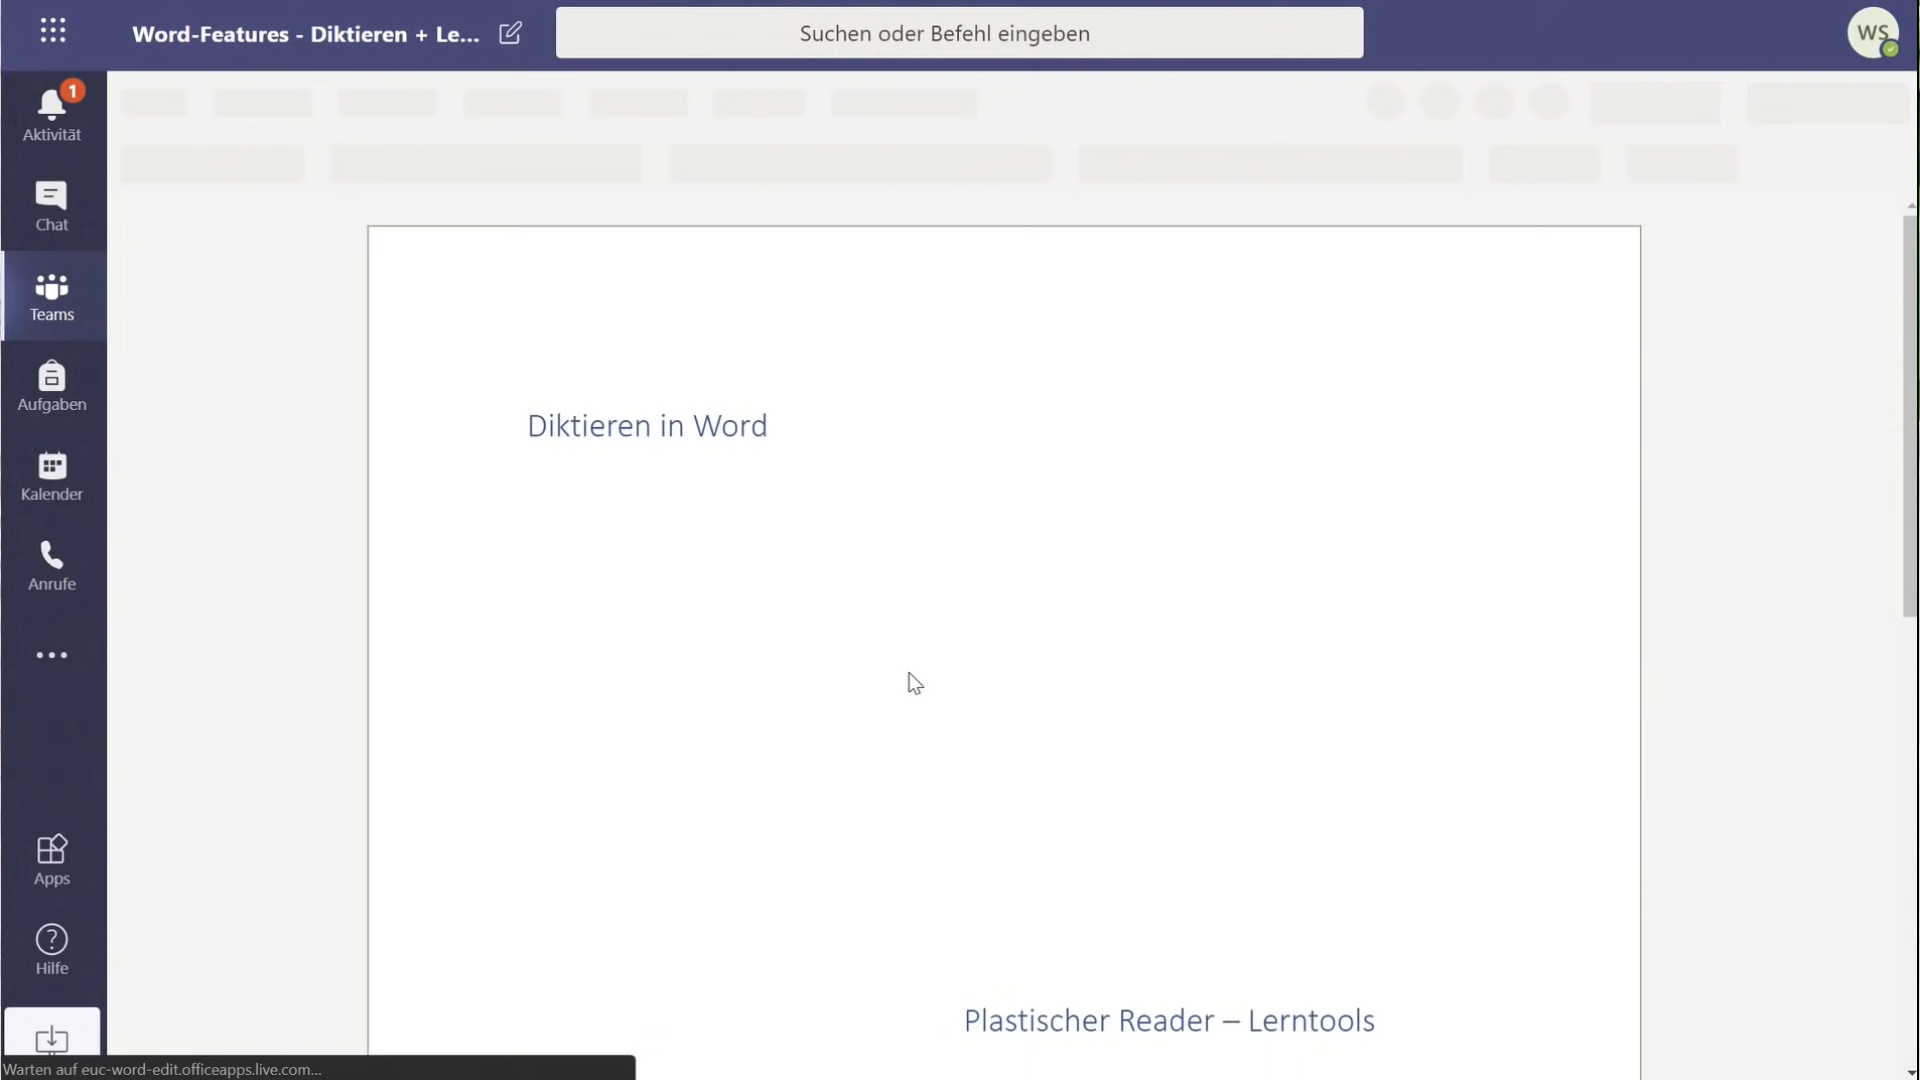 Word-Features - Diktieren + Le...
Suchen oder Befehl eingeben
WS
1
Aktivität
Chat
Teams
Aufgaben
Kalender
Anrufe
Apps
Hilfe
Diktieren in Word
Plastischer Reader – Lerntools
Warten auf euc-word-edit.officeapps.live.com...